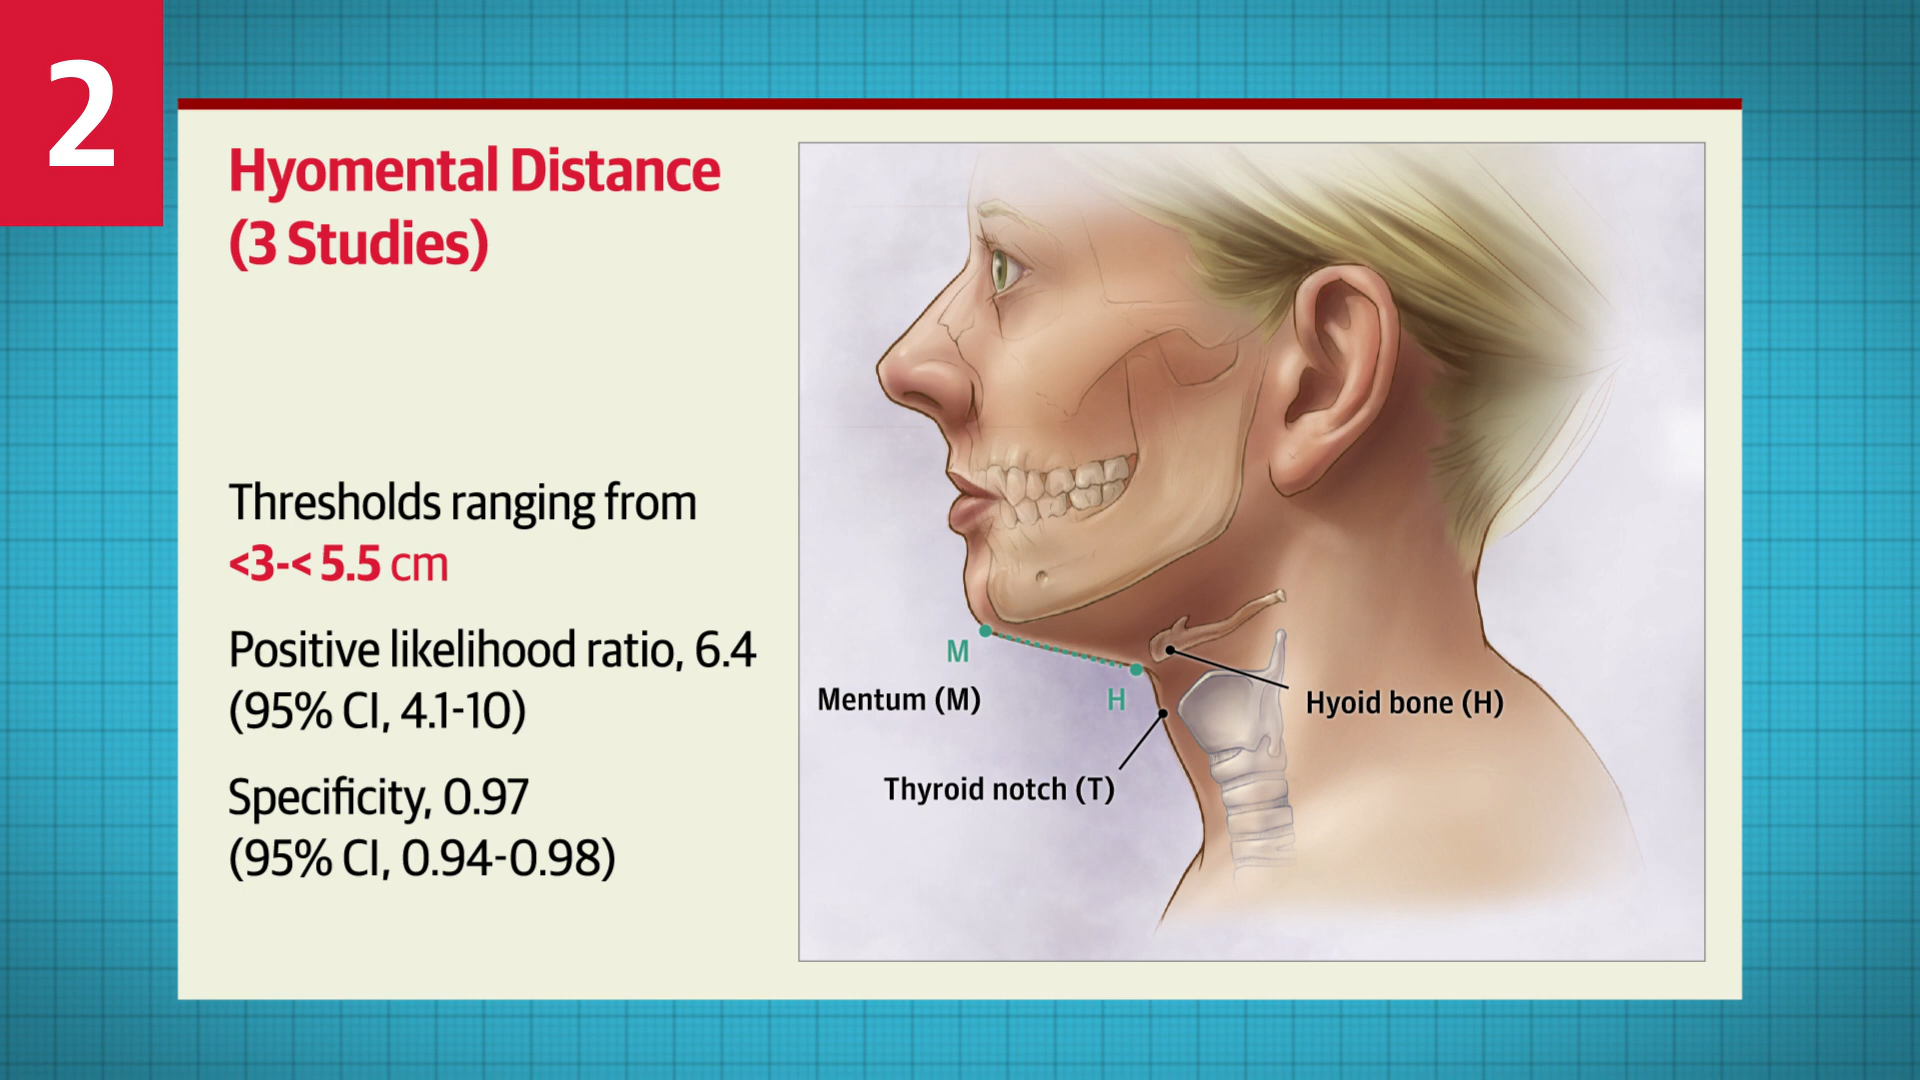 2
Hyomental Distance
(3 Studies)
Thresholds ranging from
<3-< 5.5 cm
Positive likelihood ratio, 6.4
(95% CI, 4.1-10)
Specificity, 0.97
(95% CI, 0.94-0.98)
M
H
Mentum (M)
Hyoid bone (H)
Thyroid notch (T)